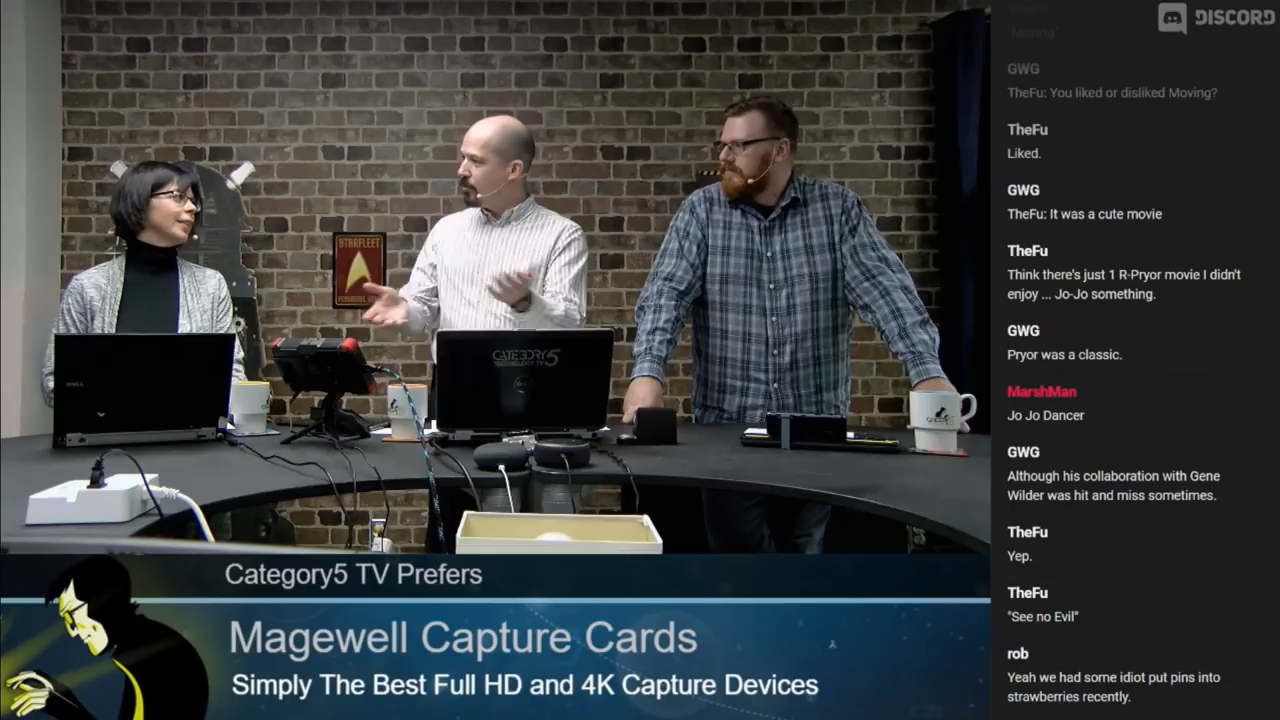 DISCORD
Moving
GWG
TheFu: You liked or disliked Moving?
TheFu
Liked.
GWG
TheFu: It was a cute movie
TheFu
Think there's just 1 R-Pryor movie I didn't
enjoy ... Jo-Jo something.
GWG
Pryor was a classic.
MarshMan
Jo Jo Dancer
GWG
Although his collaboration with Gene
Wilder was hit and miss sometimes.
TheFu
Yep.
TheFu
"See no Evil"
rob
Yeah we had some idiot put pins into
strawberries recently.
STARFLEET
CATEGORY5
TECHNOLOGY TV
DELL
Category5 TV Prefers
Magewell Capture Cards
Simply The Best Full HD and 4K Capture Devices